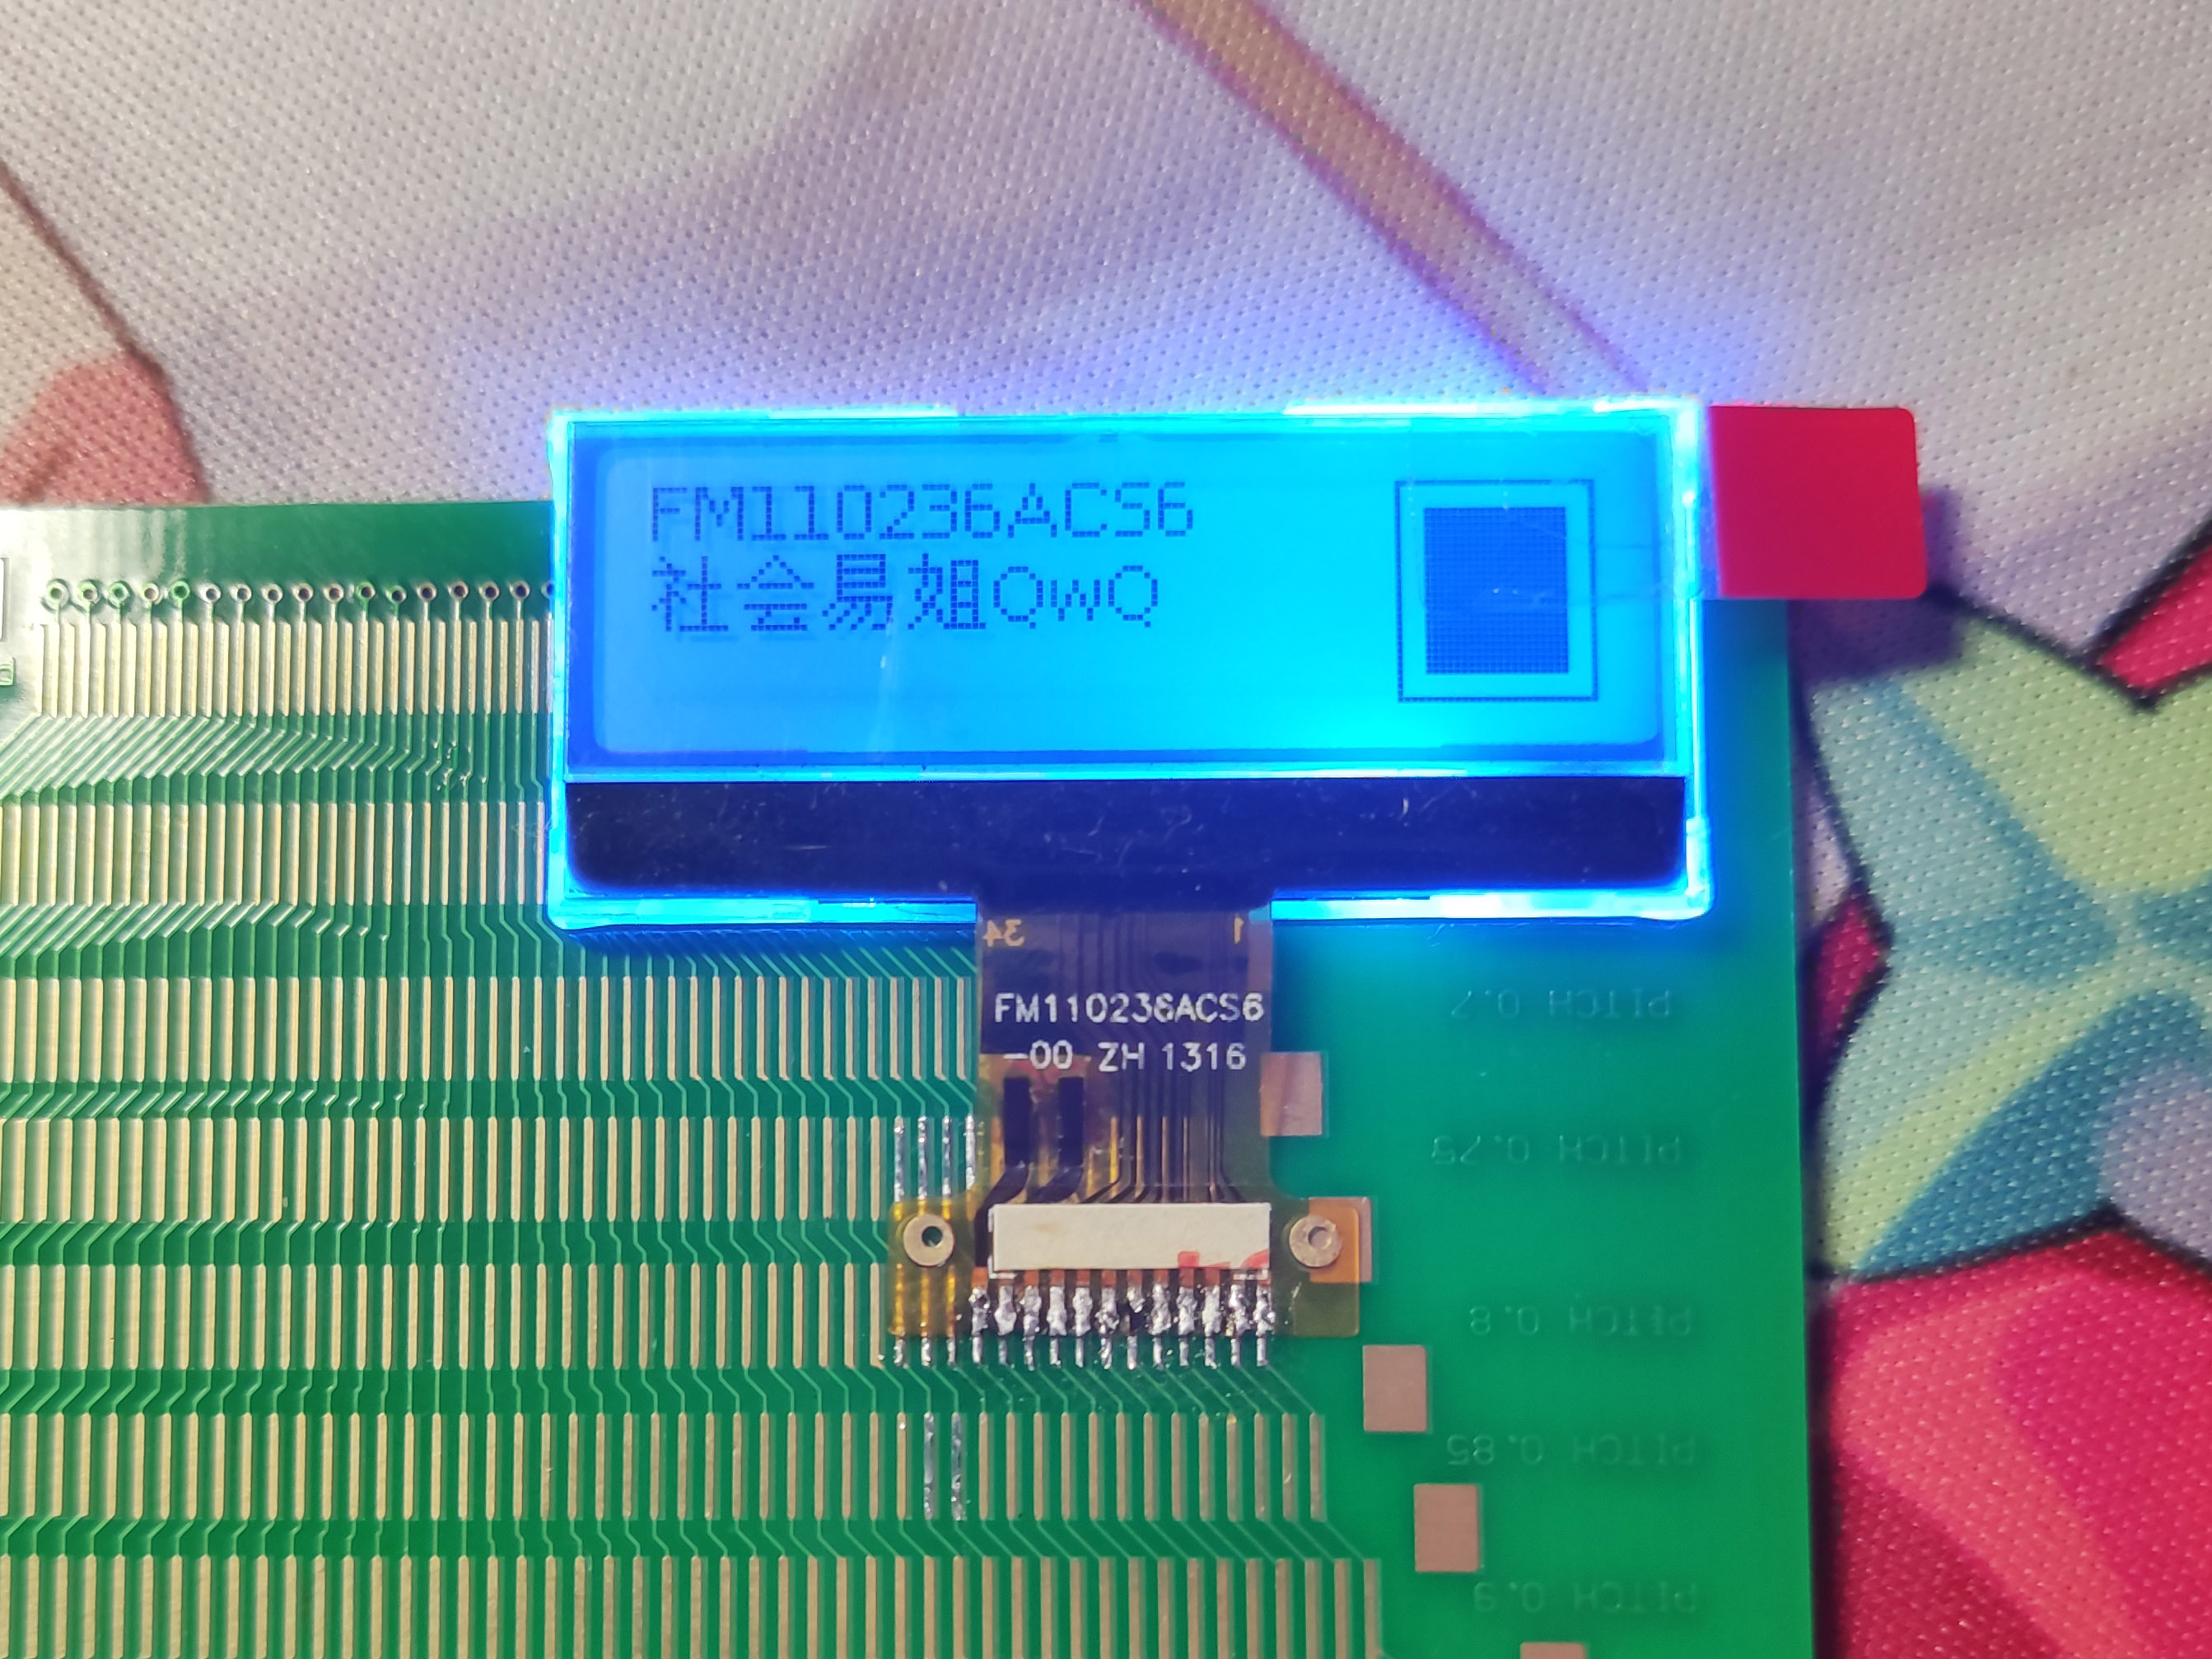 FM110236ACS6
社会易姐QwQ
34 1
FM110236ACS6
-00 ZH 1316
PITCH 0.7
PITCH 0.75
PITCH 0.8
PITCH 0.85
PITCH 0.9